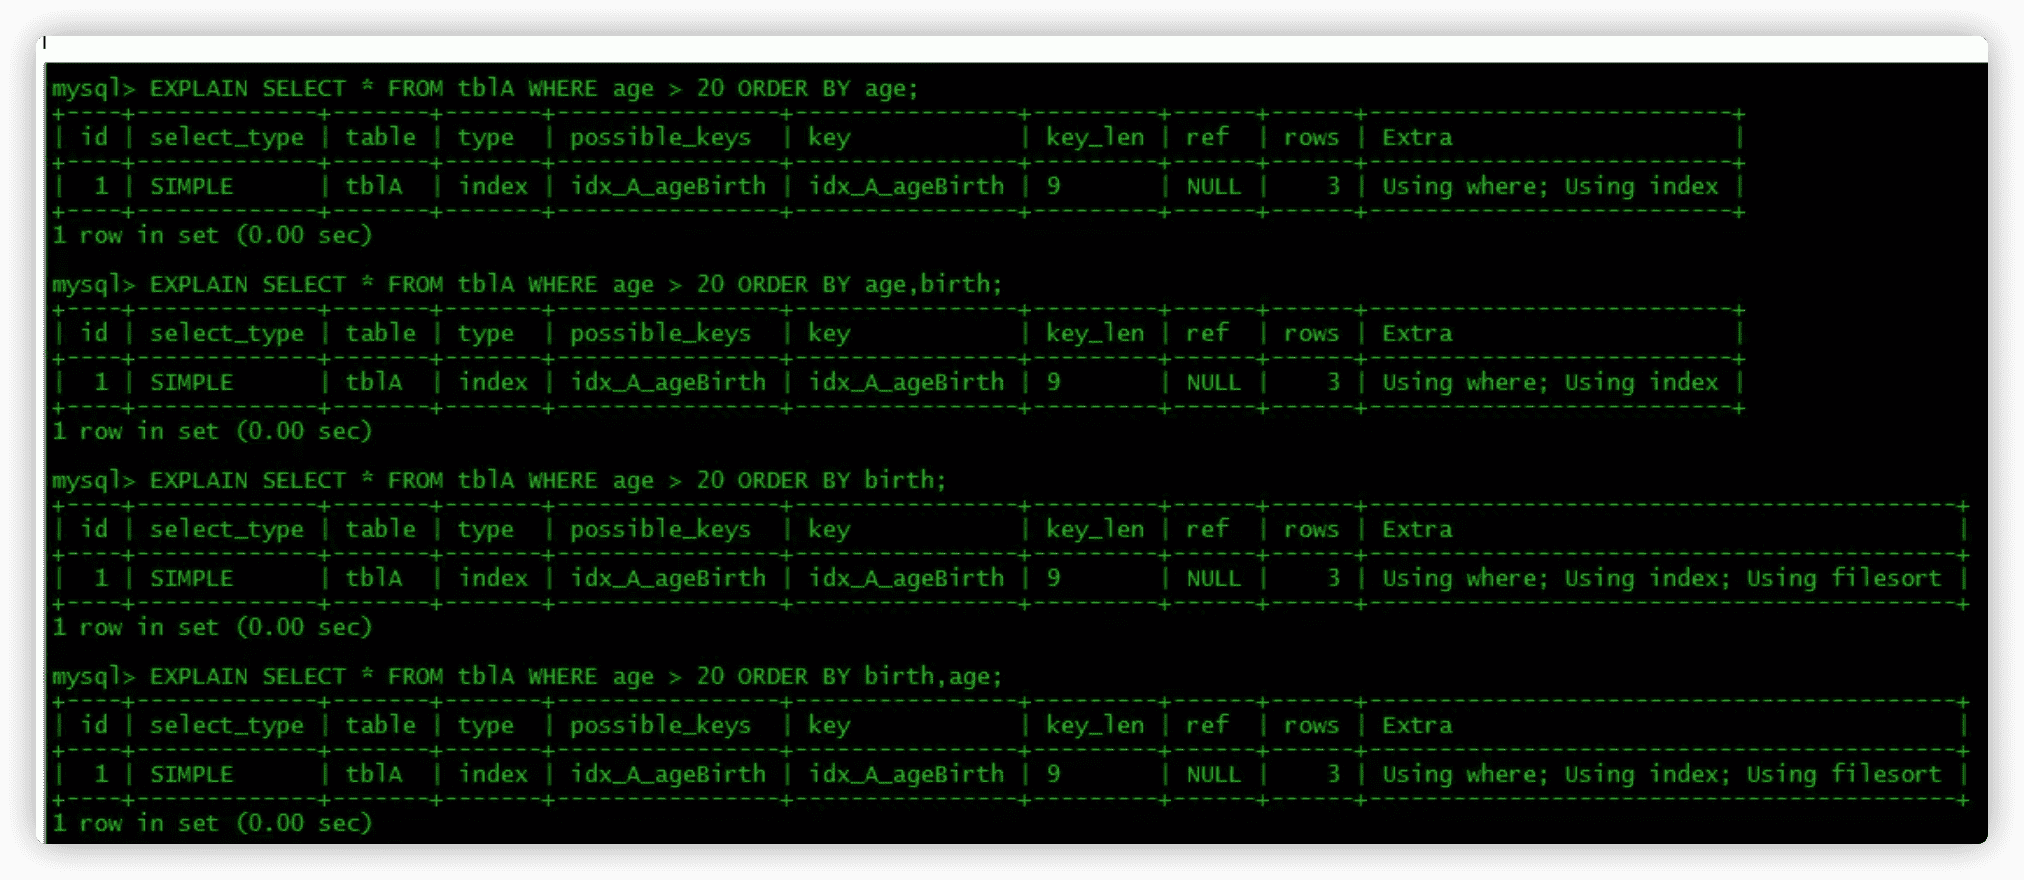 mysql> EXPLAIN SELECT * FROM tblA WHERE age > 20 ORDER BY age;
+----+-------------+-------+-------+----------------+----------------+---------+------+------+--------------------------+
| id | select_type | table | type  | possible_keys  | key            | key_len | ref  | rows | Extra                    |
+----+-------------+-------+-------+----------------+----------------+---------+------+------+--------------------------+
|  1 | SIMPLE      | tblA  | index | idx_A_ageBirth | idx_A_ageBirth | 9       | NULL |    3 | Using where; Using index |
+----+-------------+-------+-------+----------------+----------------+---------+------+------+--------------------------+
1 row in set (0.00 sec)
mysql> EXPLAIN SELECT * FROM tblA WHERE age > 20 ORDER BY age,birth;
+----+-------------+-------+-------+----------------+----------------+---------+------+------+--------------------------+
| id | select_type | table | type  | possible_keys  | key            | key_len | ref  | rows | Extra                    |
+----+-------------+-------+-------+----------------+----------------+---------+------+------+--------------------------+
|  1 | SIMPLE      | tblA  | index | idx_A_ageBirth | idx_A_ageBirth | 9       | NULL |    3 | Using where; Using index |
+----+-------------+-------+-------+----------------+----------------+---------+------+------+--------------------------+
1 row in set (0.00 sec)
mysql> EXPLAIN SELECT * FROM tblA WHERE age > 20 ORDER BY birth;
+----+-------------+-------+-------+----------------+----------------+---------+------+------+------------------------------------------+
| id | select_type | table | type  | possible_keys  | key            | key_len | ref  | rows | Extra                                    |
+----+-------------+-------+-------+----------------+----------------+---------+------+------+------------------------------------------+
|  1 | SIMPLE      | tblA  | index | idx_A_ageBirth | idx_A_ageBirth | 9       | NULL |    3 | Using where; Using index; Using filesort |
+----+-------------+-------+-------+----------------+----------------+---------+------+------+------------------------------------------+
1 row in set (0.00 sec)
mysql> EXPLAIN SELECT * FROM tblA WHERE age > 20 ORDER BY birth,age;
+----+-------------+-------+-------+----------------+----------------+---------+------+------+------------------------------------------+
| id | select_type | table | type  | possible_keys  | key            | key_len | ref  | rows | Extra                                    |
+----+-------------+-------+-------+----------------+----------------+---------+------+------+------------------------------------------+
|  1 | SIMPLE      | tblA  | index | idx_A_ageBirth | idx_A_ageBirth | 9       | NULL |    3 | Using where; Using index; Using filesort |
+----+-------------+-------+-------+----------------+----------------+---------+------+------+------------------------------------------+
1 row in set (0.00 sec)